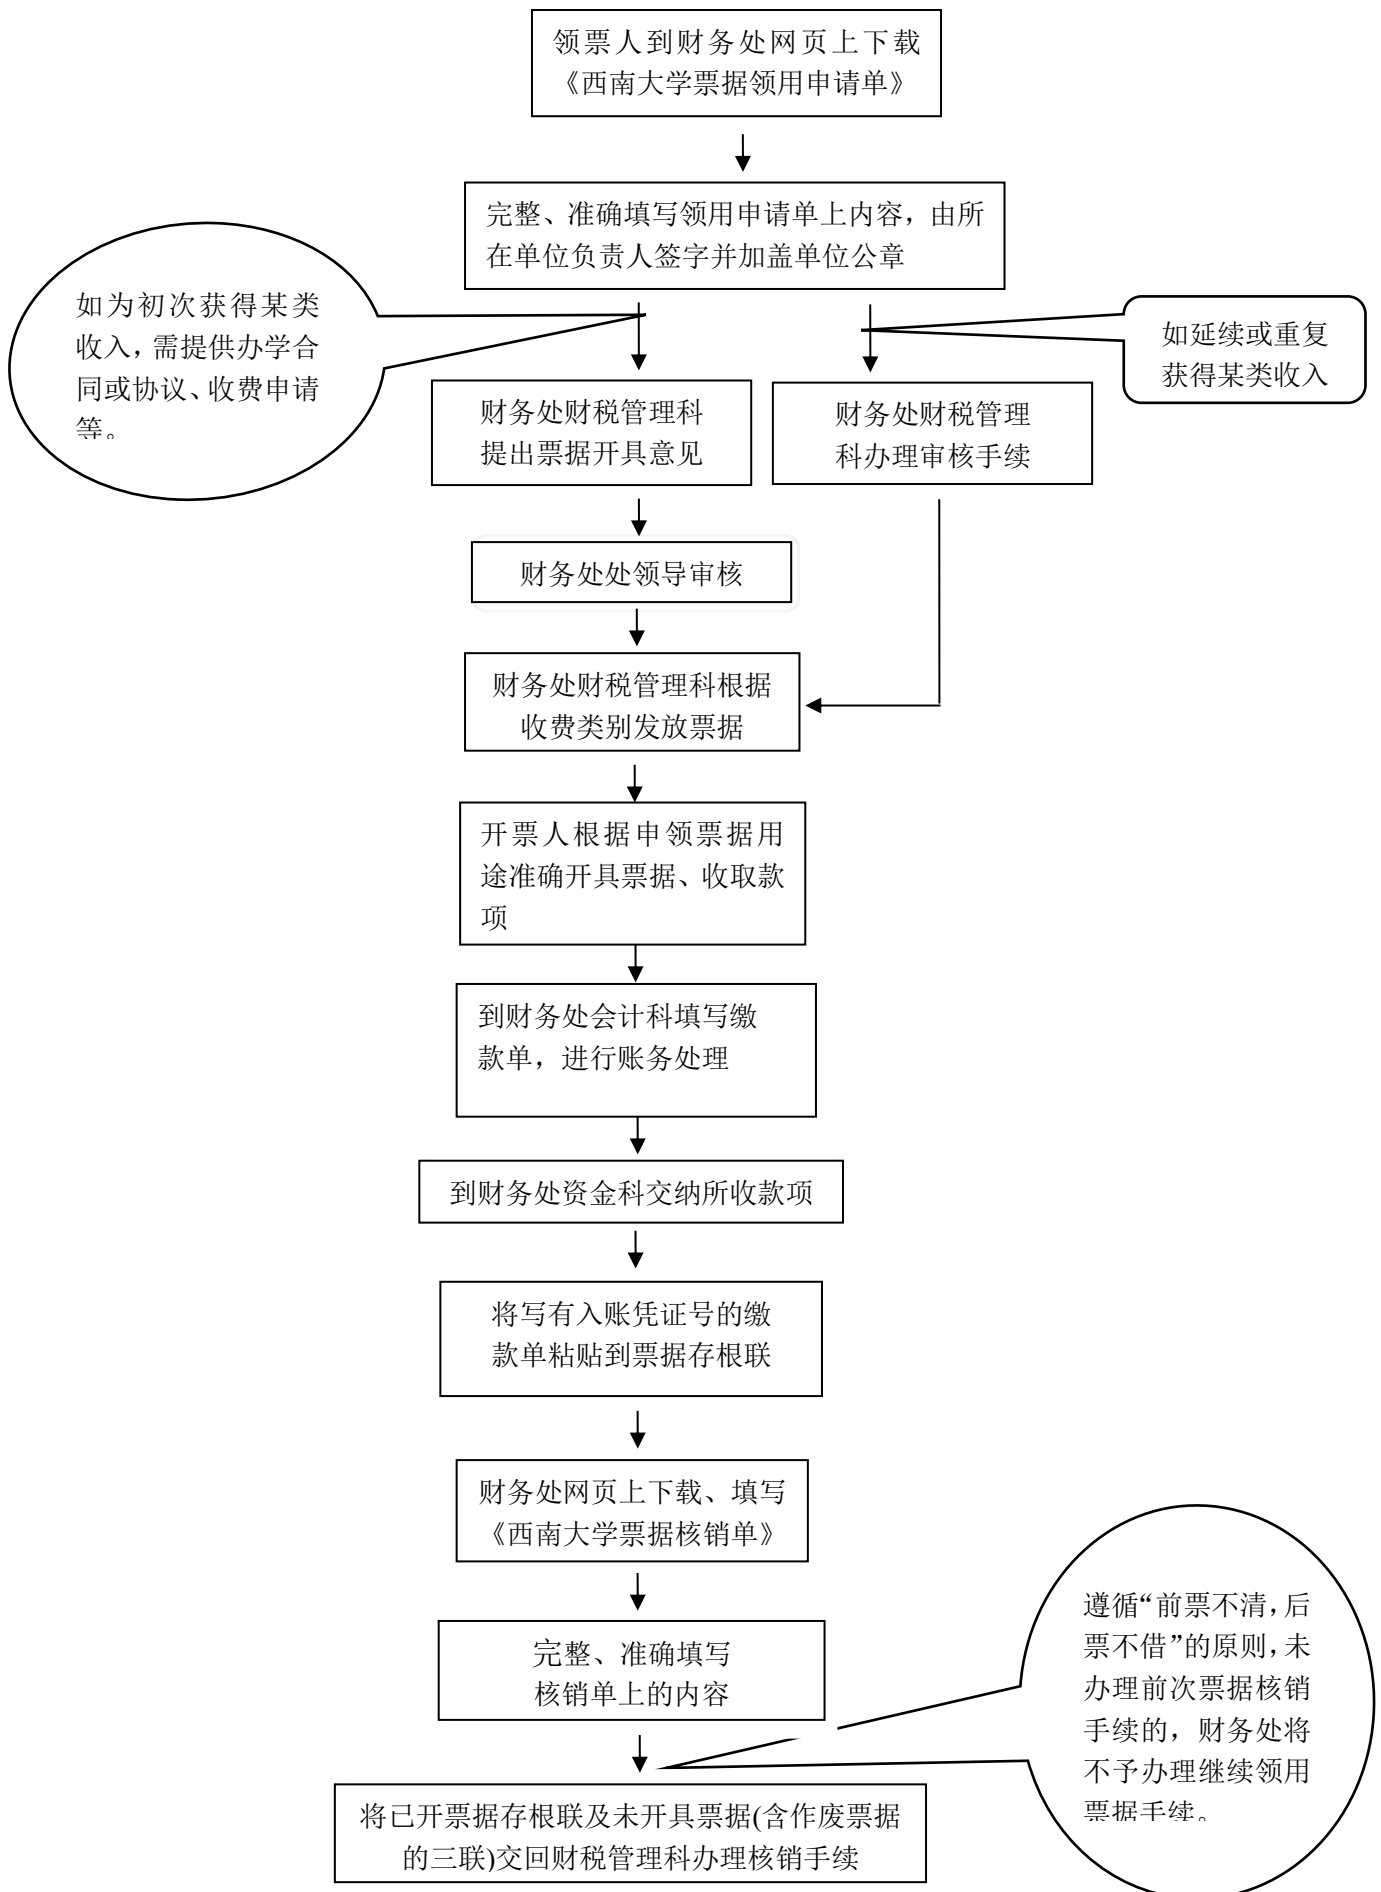 领票人到财务处网页上下载
《西南大学票据领用申请单》
完整、准确填写领用申请单上内容，由所
在单位负责人签字并加盖单位公章
如为初次获得某类
收入，需提供办学合
同或协议、收费申请
等。
如延续或重复
获得某类收入
财务处财税管理科
提出票据开具意见
财务处财税管理
科办理审核手续
财务处处领导审核
财务处财税管理科根据
收费类别发放票据
开票人根据申领票据用
途准确开具票据、收取款
项
到财务处会计科填写缴
款单，进行账务处理
到财务处资金科交纳所收款项
将写有入账凭证号的缴
款单粘贴到票据存根联
财务处网页上下载、填写
《西南大学票据核销单》
完整、准确填写
核销单上的内容
遵循“前票不清，后
票不借”的原则，未
办理前次票据核销
手续的，财务处将
不予办理继续领用
票据手续。
将已开票据存根联及未开具票据(含作废票据
的三联)交回财税管理科办理核销手续